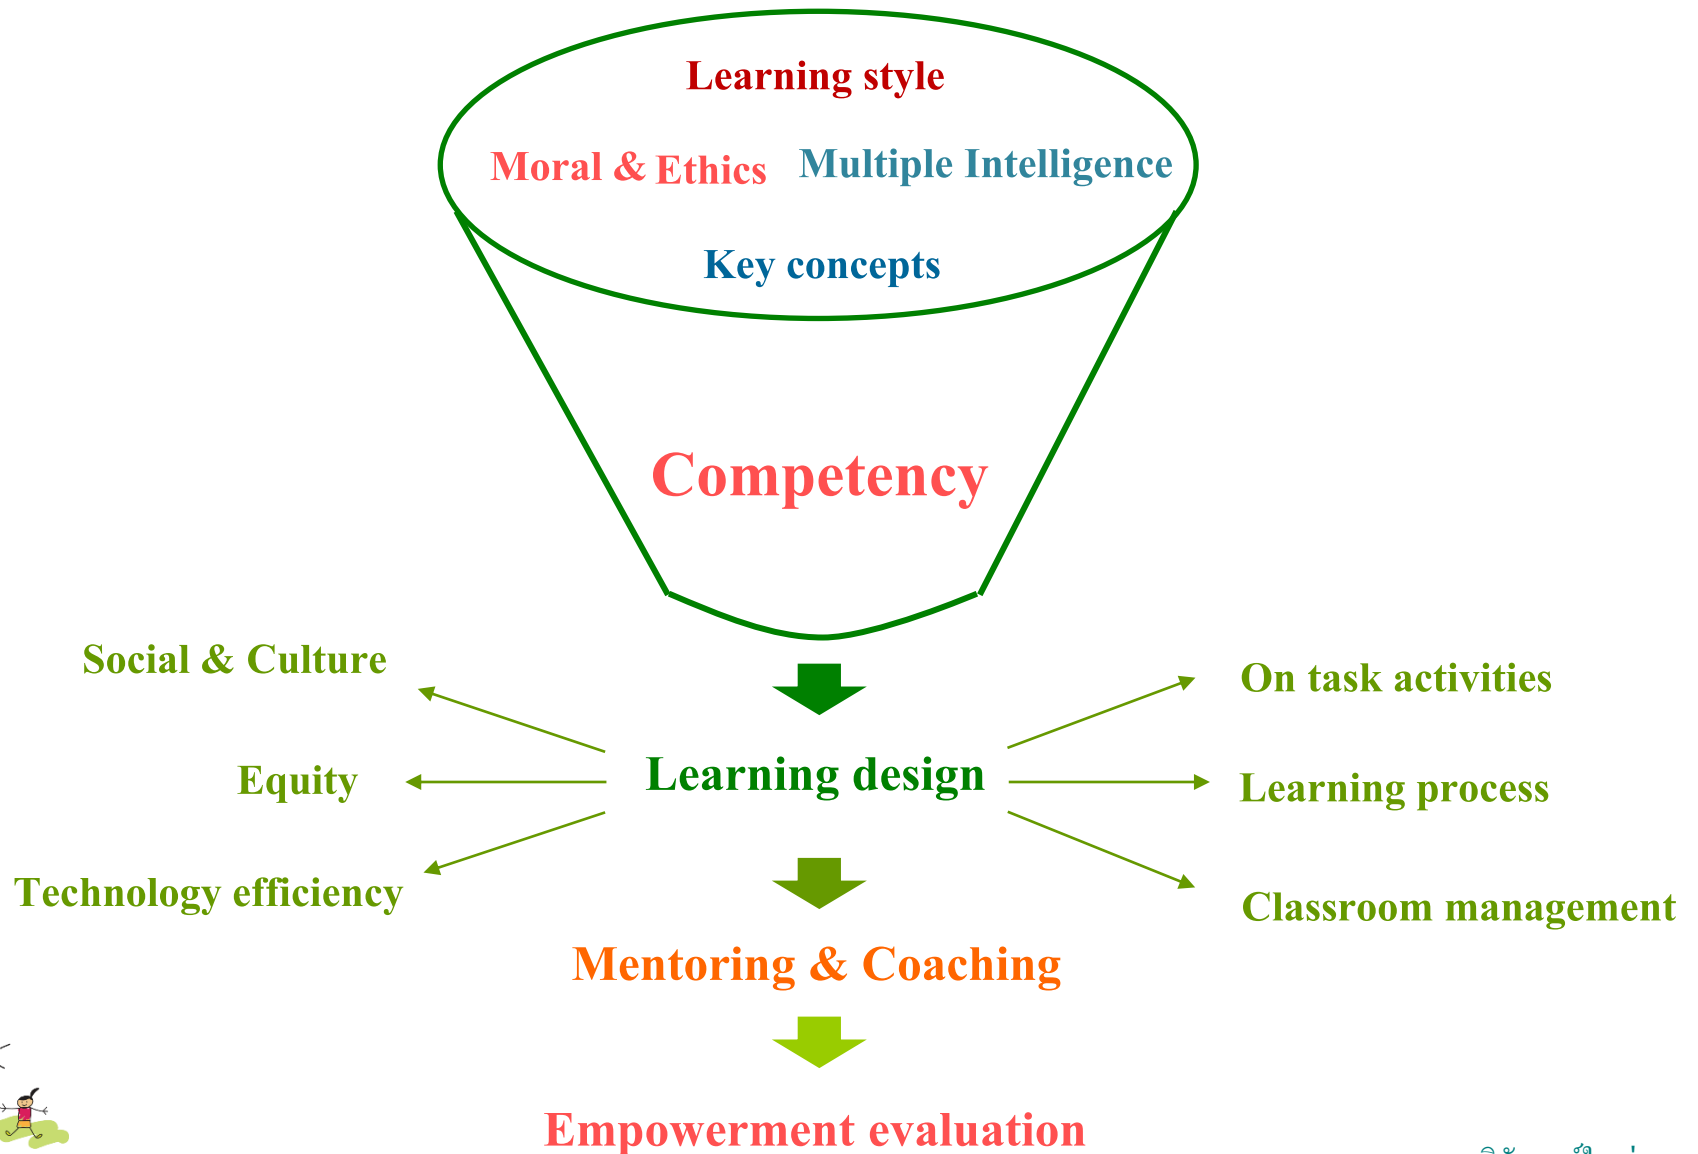 Learning style
Moral & Ethics Multiple Intelligence
Key concepts
Competency
Social & Culture
On task activities
Equity
Learning design
Learning process
Technology efficiency
Classroom management
Mentoring & Coaching
Empowerment evaluation